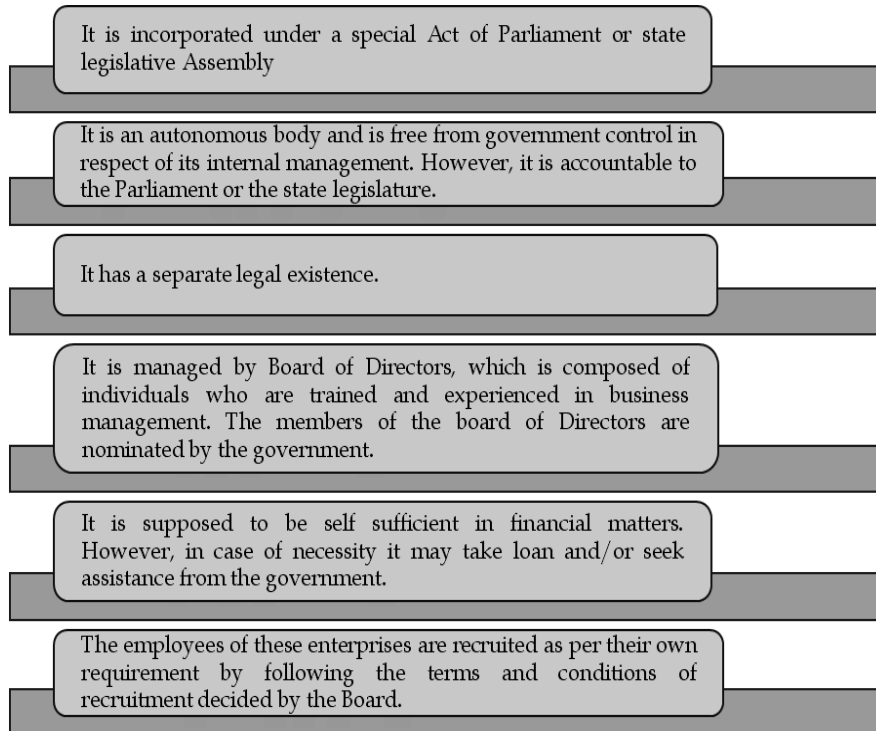 It is incorporated under a special Act of Parliament or state
legislative Assembly
It is an autonomous body and is free from government control in
respect of its internal management. However, it is accountable to
the Parliament or the state legislature.
It has a separate legal existence.
It is managed by Board of Directors, which is composed of
individuals who are trained and experienced in business
management. The members of the board of Directors are
nominated by the government.
It is supposed to be self sufficient in financial matters.
However, in case of necessity it may take loan and/or seek
assistance from the government.
The employees of these enterprises are recruited as per their own
requirement by following the terms and conditions of
recruitment decided by the Board.